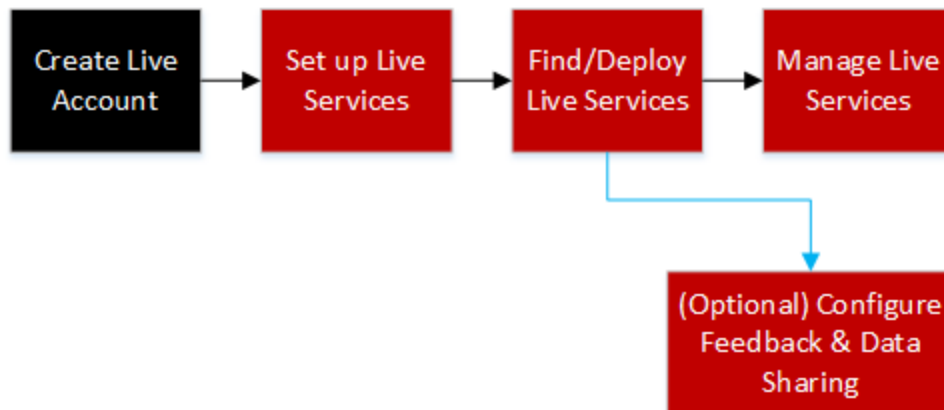 Create Live
Account
Set up Live
Services
Find/Deploy
Live Services
Manage Live
Services
(Optional) Configure
Feedback & Data
Sharing